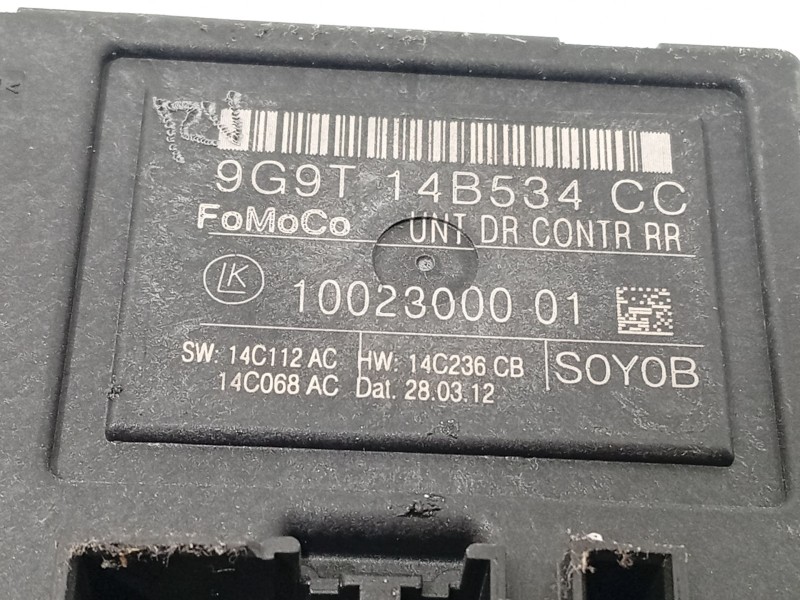 9G9T 14B534 CC
FoMoCo UNT DR CONTR RR
LK 10023000 01
SW: 14C112 AC HW: 14C236 CB S0Y0B
14C068 AC Dat. 28.03.12